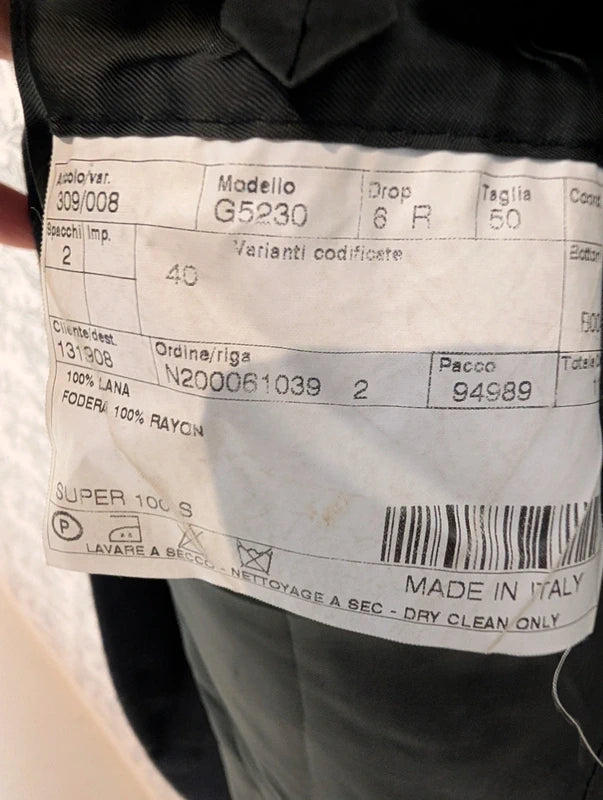 Articolo/var. Modello Drop Taglia
309/008 G5230 6 R 50
Spacchi Imp. Varianti codificate
2 40
Cliente/dest. Ordine/riga Pacco
131908 N200061039 2 94989
100% LANA
FODERA 100% RAYON
SUPER 100 S
P
LAVARE A SECCO - NETTOYAGE A SEC - DRY CLEAN ONLY
MADE IN ITALY